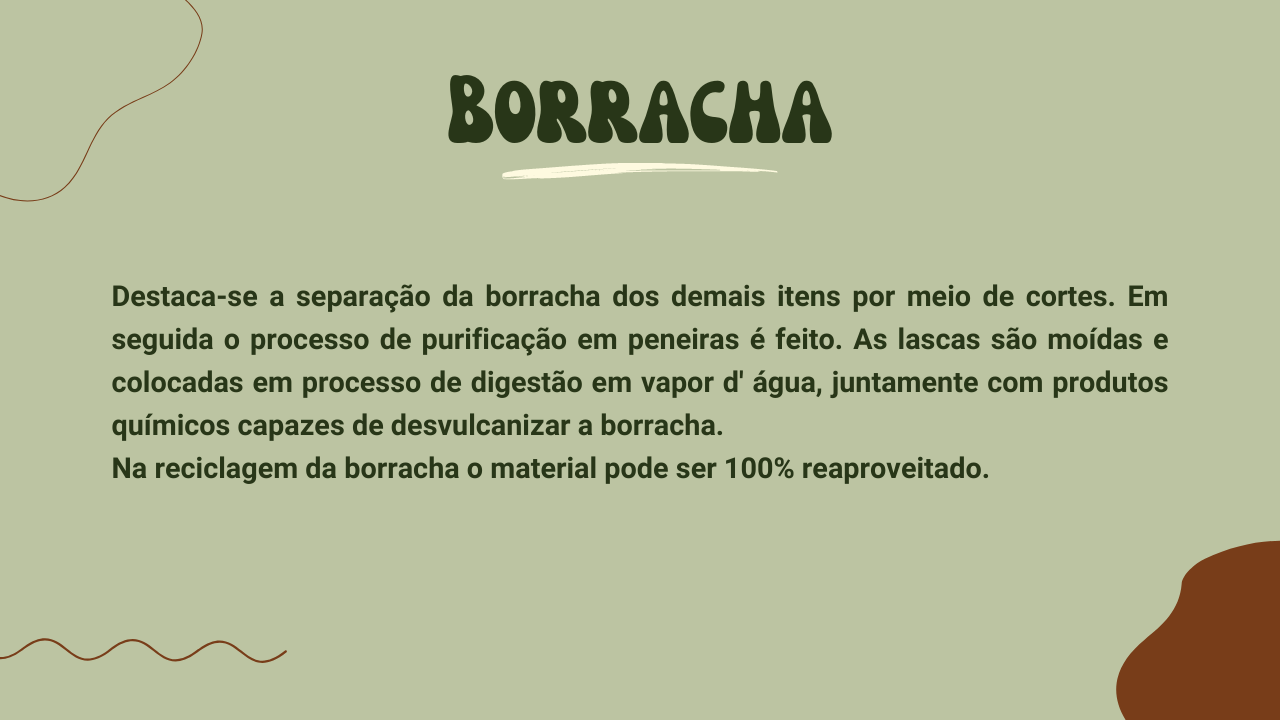 BORRACHA
Destaca-se a separação da borracha dos demais itens por meio de cortes. Em
seguida o processo de purificação em peneiras é feito. As lascas são moídas e
colocadas em processo de digestão em vapor d' água, juntamente com produtos
químicos capazes de desvulcanizar a borracha.
Na reciclagem da borracha o material pode ser 100% reaproveitado.